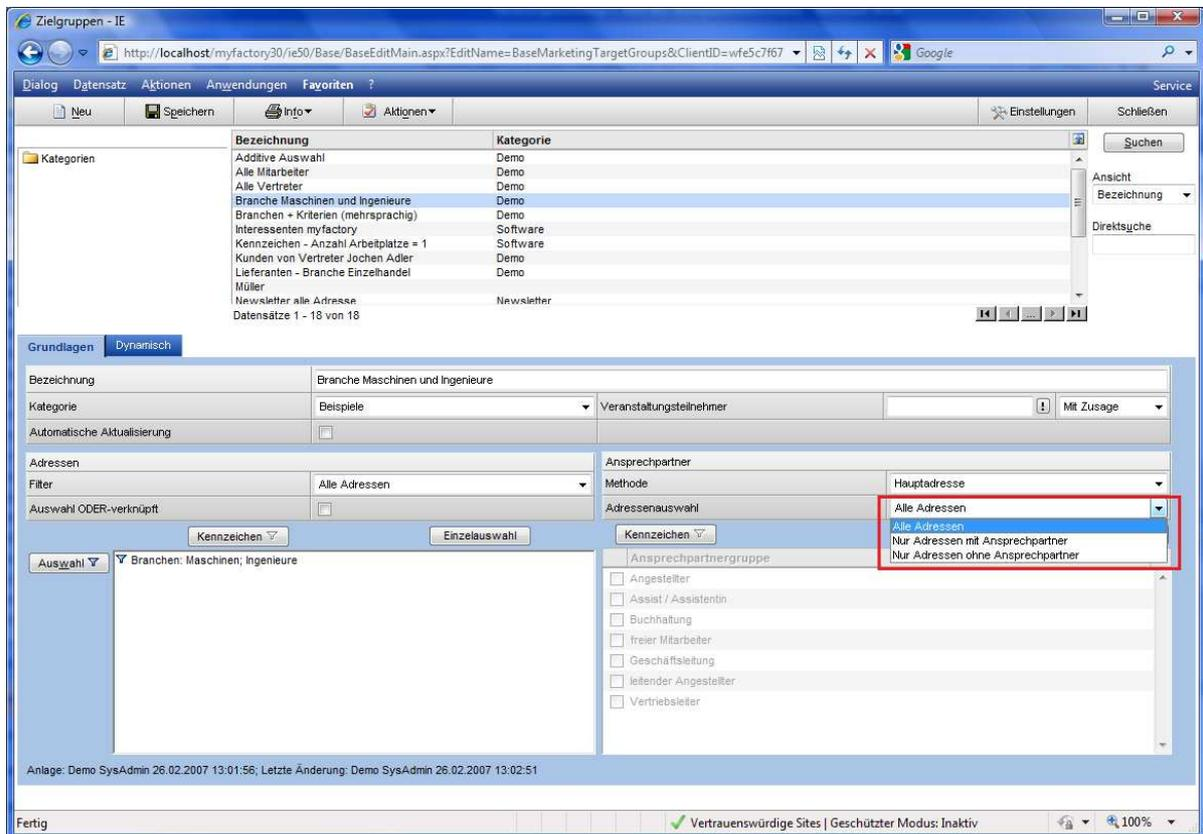 Zielgruppen - IE
http://localhost/myfactory30/ie50/Base/BaseEditMain.aspx?EditName=BaseMarketingTargetGroups&ClientID=wfe5c7f67
Google
Dialog Datensatz Aktionen Anwendungen Favoriten ? Service
Neu Speichern Info Aktionen Einstellungen Schließen
Kategorien
Bezeichnung Kategorie
Additive Auswahl Demo
Alle Mitarbeiter Demo
Alle Vertreter Demo
Branche Maschinen und Ingenieure Demo
Branchen + Kriterien (mehrsprachig) Demo
Interessenten myfactory Software
Kennzeichen - Anzahl Arbeitplatze = 1 Software
Kunden von Vertreter Jochen Adler Demo
Lieferanten - Branche Einzelhandel Demo
Müller
Newsletter alle Adresse Newsletter
Datensätze 1 - 18 von 18
...
Suchen
Ansicht
Bezeichnung
Direktsuche
Grundlagen Dynamisch
Bezeichnung Branche Maschinen und Ingenieure
Kategorie Beispiele Veranstaltungsteilnehmer ! Mit Zusage
Automatische Aktualisierung
Adressen Ansprechpartner
Filter Alle Adressen Methode Hauptadresse
Auswahl ODER-verknüpft Adressenauswahl Alle Adressen
Alle Adressen
Nur Adressen mit Ansprechpartner
Nur Adressen ohne Ansprechpartner
Kennzeichen Einzelauswahl Kennzeichen
Auswahl Branchen: Maschinen; Ingenieure
Ansprechpartnergruppe
Angestellter
Assist / Assistentin
Buchhaltung
freier Mitarbeiter
Geschäftsleitung
leitender Angestellter
Vertriebsleiter
Anlage: Demo SysAdmin 26.02.2007 13:01:56; Letzte Änderung: Demo SysAdmin 26.02.2007 13:02:51
Fertig Vertrauenswürdige Sites | Geschützter Modus: Inaktiv 100%